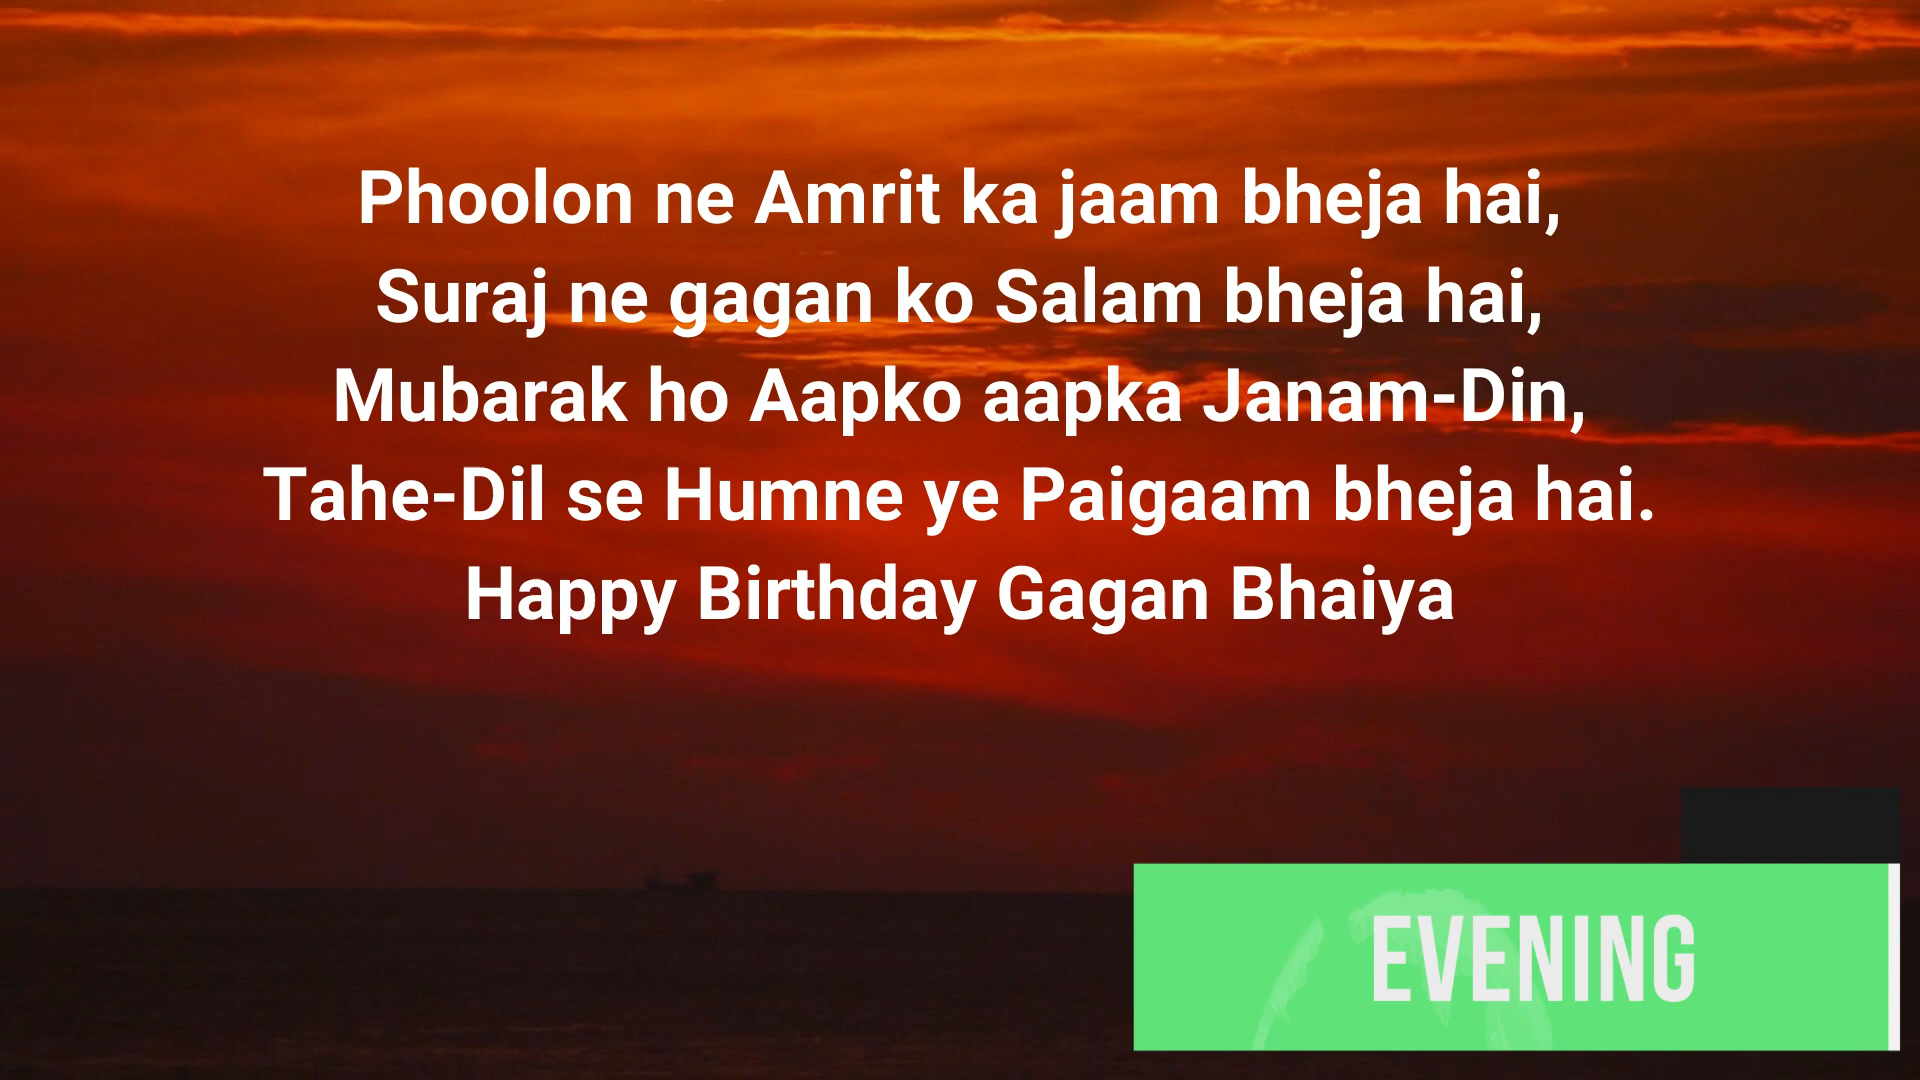 Phoolon ne Amrit ka jaam bheja hai,
Suraj ne gagan ko Salam bheja hai,
Mubarak ho Aapko aapka Janam-Din,
Tahe-Dil se Humne ye Paigaam bheja hai.
Happy Birthday Gagan Bhaiya
EVENING